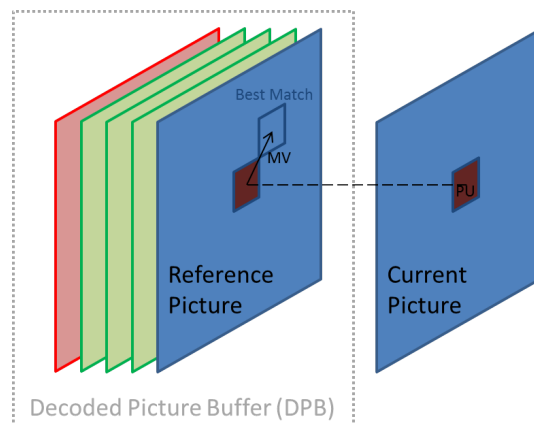 Best Match
MV
PU
Reference
Picture
Current
Picture
Decoded Picture Buffer (DPB)